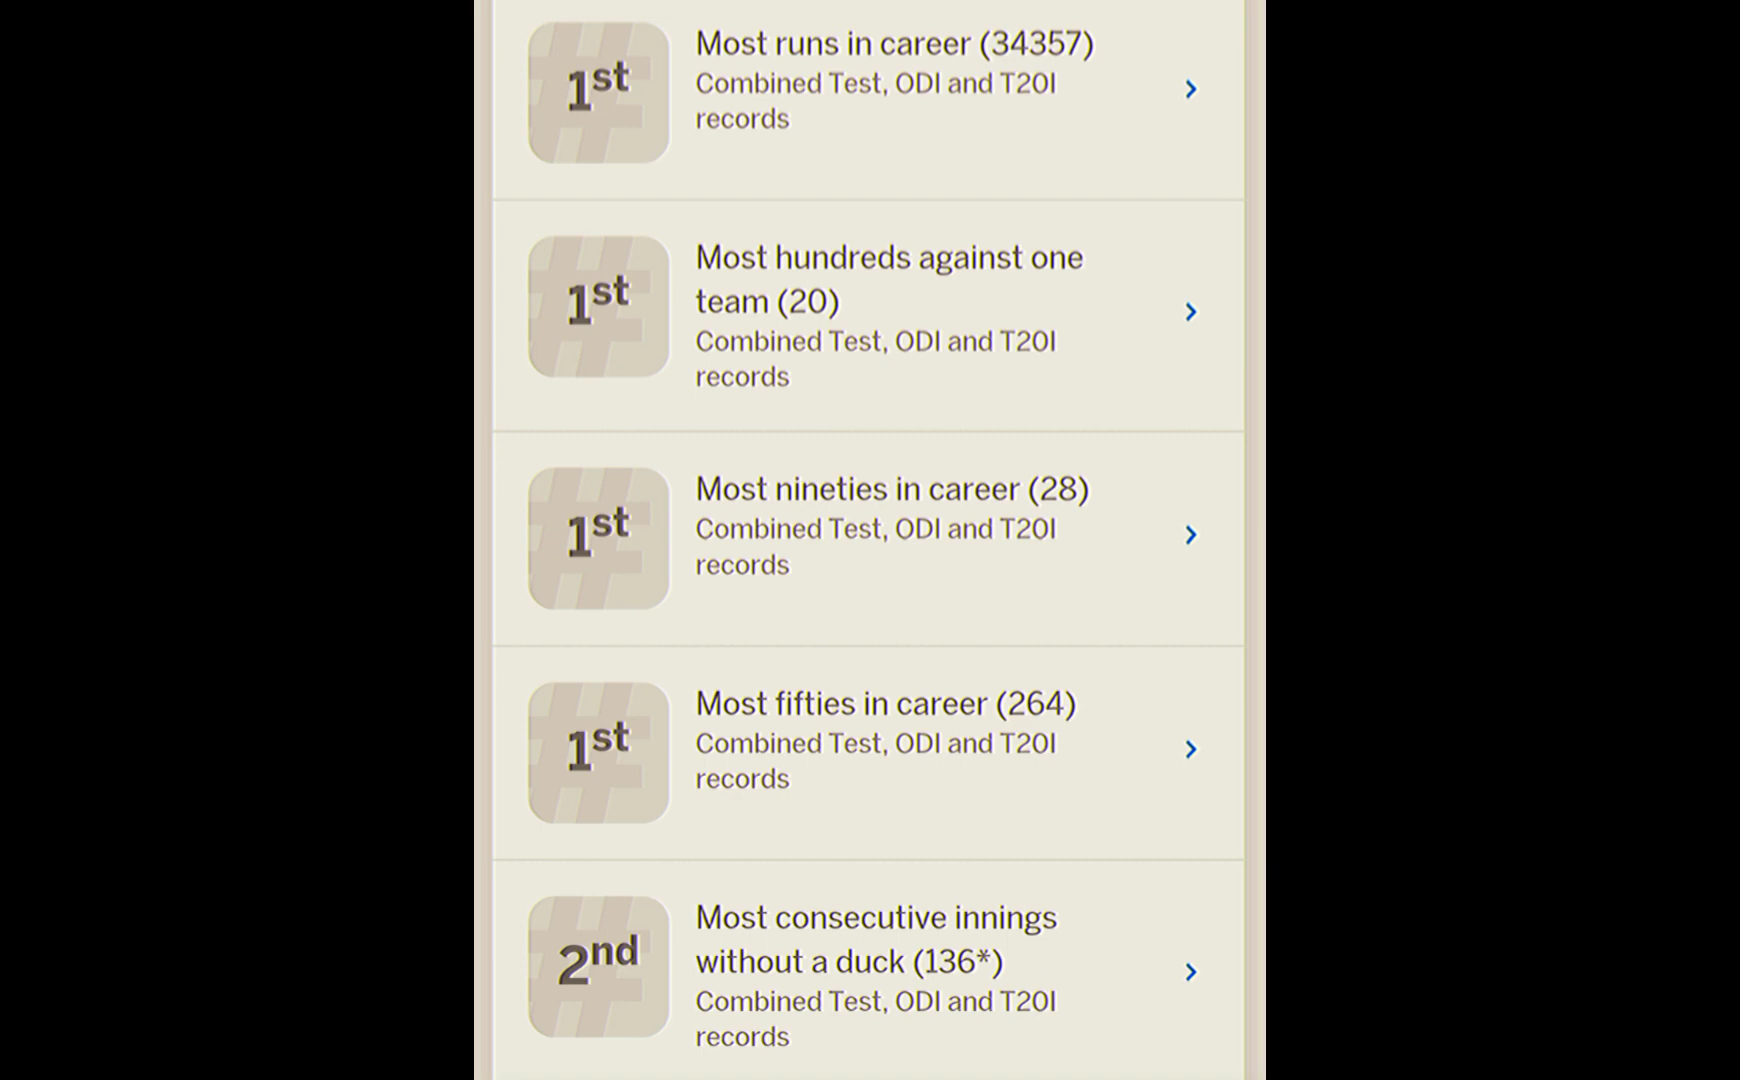 1st
Most runs in career (34357)
Combined Test, ODI and T20I
records
1st
Most hundreds against one
team (20)
Combined Test, ODI and T20I
records
1st
Most nineties in career (28)
Combined Test, ODI and T20I
records
1st
Most fifties in career (264)
Combined Test, ODI and T20I
records
2nd
Most consecutive innings
without a duck (136*)
Combined Test, ODI and T20I
records